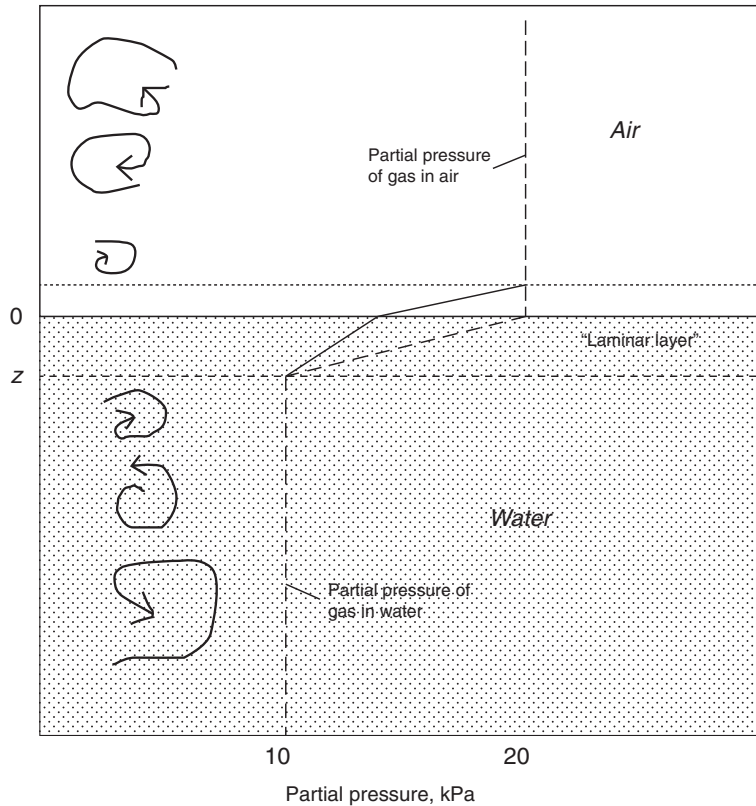 Air
Partial pressure
of gas in air
0
“Laminar layer”
z
Water
Partial pressure of
gas in water
10
20
Partial pressure, kPa